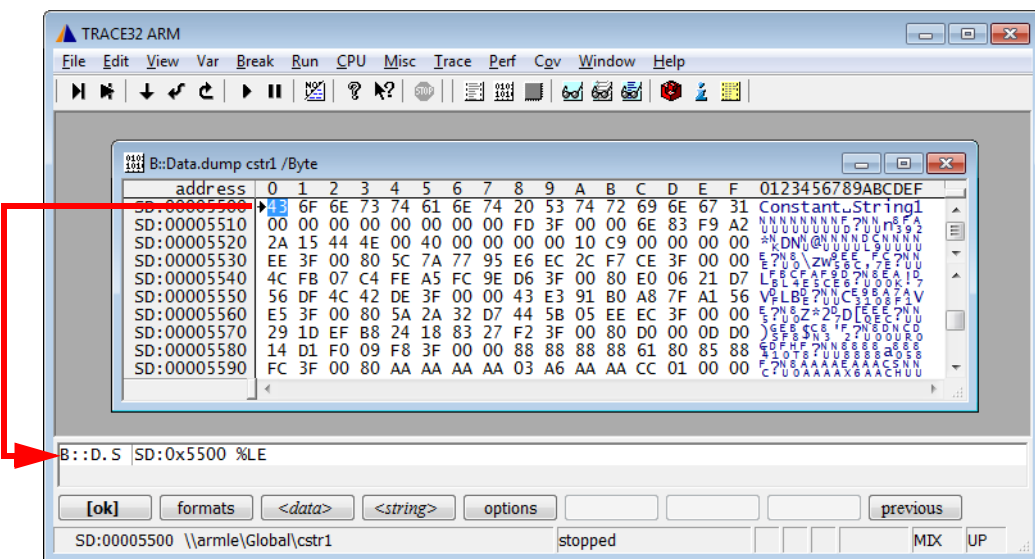 TRACE32 ARM
File Edit View Var Break Run CPU Misc Trace Perf Cov Window Help
B::Data.dump cstr1 /Byte
address 0 1 2 3 4 5 6 7 8 9 A B C D E F 0123456789ABCDEF
SD:00005500 43 6F 6E 73 74 61 6E 74 20 53 74 72 69 6E 67 31 Constant String1
SD:00005510 00 00 00 00 00 00 00 FD 3F 00 00 6E 83 F9 A2
SD:00005520 2A 15 44 4E 00 40 00 00 00 00 10 C9 00 00 00 00
SD:00005530 EE 3F 00 80 5C 7A 77 95 E6 EC 2C F7 CE 3F 00 00
SD:00005540 4C FB 07 C4 FE A5 FC 9E D6 3F 00 80 E0 06 21 D7
SD:00005550 56 DF 4C 42 DE 3F 00 00 43 E3 91 B0 A8 7F A1 56
SD:00005560 E5 3F 00 80 5A 2A 32 D7 44 5B 05 EE EC 3F 00 00
SD:00005570 29 1D EF B8 24 18 83 27 F2 3F 00 80 D0 00 0D D0
SD:00005580 14 D1 F0 09 F8 3F 00 00 88 88 88 88 61 80 85 88
SD:00005590 FC 3F 00 80 AA AA AA AA 03 A6 AA AA CC 01 00 00
B::D.S SD:0x5500 %LE
[ok] formats <data> <string> options previous
SD:00005500 \\armle\Global\cstr1 stopped MIX UP